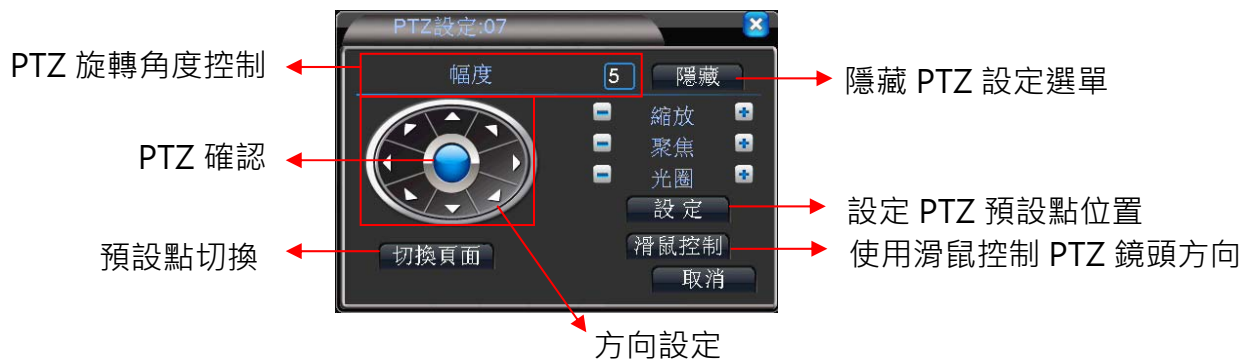 PTZ設定:07
PTZ 旋轉角度控制
幅度
5
隱藏
隱藏 PTZ 設定選單
縮放
聚焦
光圈
PTZ 確認
設 定
設定 PTZ 預設點位置
預設點切換
切換頁面
滑鼠控制
使用滑鼠控制 PTZ 鏡頭方向
取消
方向設定